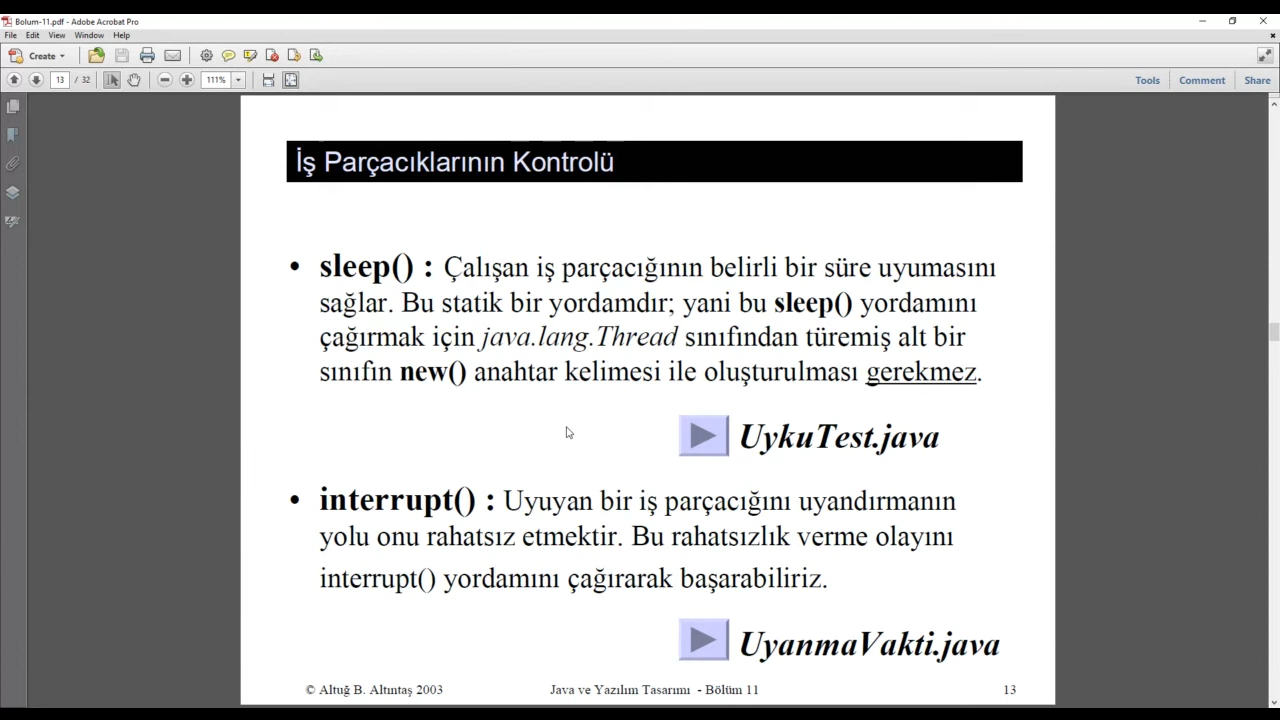 Bolum-11.pdf - Adobe Acrobat Pro
File Edit View Window Help
Create
13 / 32 111% Tools Comment Share
İş Parçacıklarının Kontrolü
• sleep() : Çalışan iş parçacığının belirli bir süre uyumasını
sağlar. Bu statik bir yordamdır; yani bu sleep() yordamını
çağırmak için java.lang.Thread sınıfından türemiş alt bir
sınıfın new() anahtar kelimesi ile oluşturulması gerekmez.
UykuTest.java
• interrupt() : Uyuyan bir iş parçacığını uyandırmanın
yolu onu rahatsız etmektir. Bu rahatsızlık verme olayını
interrupt() yordamını çağırarak başarabiliriz.
UyanmaVakti.java
© Altuğ B. Altıntaş 2003 Java ve Yazılım Tasarımı - Bölüm 11 13